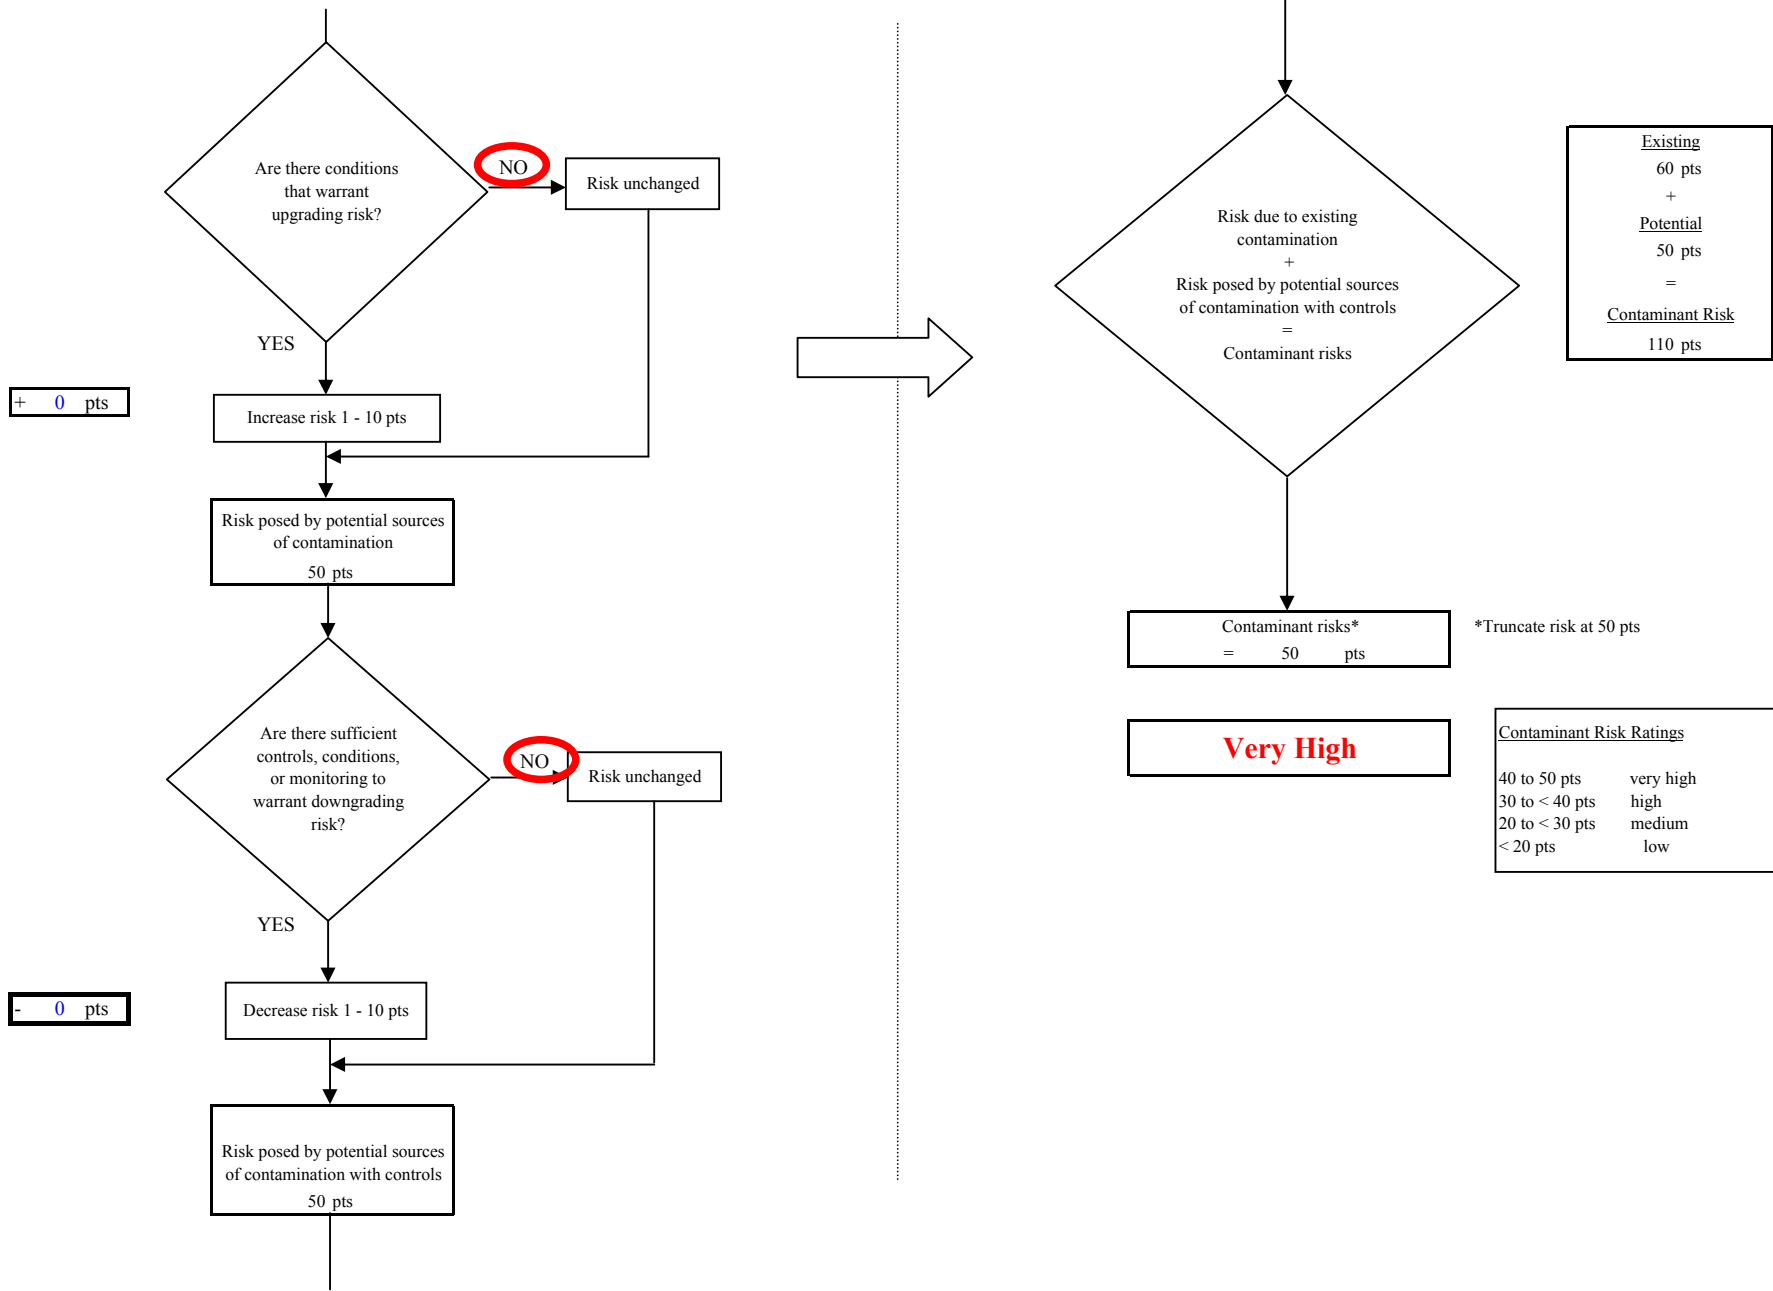 Are there conditions
that warrant
upgrading risk?
NO
Risk unchanged
YES
+ 0 pts
Increase risk 1 - 10 pts
Risk posed by potential sources
of contamination
50 pts
Are there sufficient
controls, conditions,
or monitoring to
warrant downgrading
risk?
NO
Risk unchanged
YES
- 0 pts
Decrease risk 1 - 10 pts
Risk posed by potential sources
of contamination with controls
50 pts
Risk due to existing
contamination
+
Risk posed by potential sources
of contamination with controls
=
Contaminant risks
Existing
60 pts
+
Potential
50 pts
=
Contaminant Risk
110 pts
Contaminant risks*
= 50 pts
*Truncate risk at 50 pts
Very High
Contaminant Risk Ratings
40 to 50 pts very high
30 to < 40 pts high
20 to < 30 pts medium
< 20 pts low